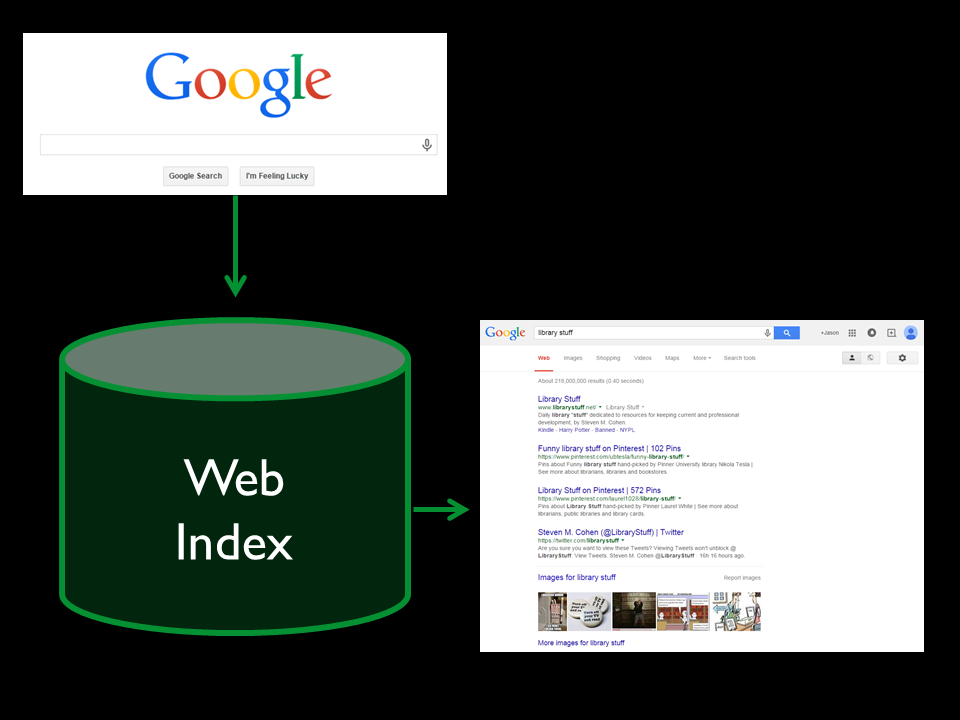 Google
Google Search I'm Feeling Lucky
Web
Index
Google library stuff +Jason
Web Images Shopping Videos Maps More Search tools
About 218,000,000 results (0.40 seconds)
Library Stuff
www.librarystuff.net/ Library Stuff
Daily library "stuff" dedicated to resources for keeping current and professional
development, by Steven M. Cohen.
Kindle - Harry Potter - Banned - NYPL
Funny library stuff on Pinterest | 102 Pins
https://www.pinterest.com/ubtesla/funny-library-stuff/
Pins about Funny library stuff hand-picked by Pinner University library Nikola Tesla |
See more about librarians, libraries and bookstores.
Library Stuff on Pinterest | 572 Pins
https://www.pinterest.com/laurel1028/library-stuff/
Pins about Library Stuff hand-picked by Pinner Laurel White | See more about
librarians, public libraries and library cards.
Steven M. Cohen (@LibraryStuff) | Twitter
https://twitter.com/librarystuff
Are you sure you want to view these Tweets? Viewing Tweets won't unblock @
LibraryStuff. View Tweets. Steven M. Cohen @LibraryStuff · 16h 16 hours ago.
Images for library stuff Report images
More images for library stuff